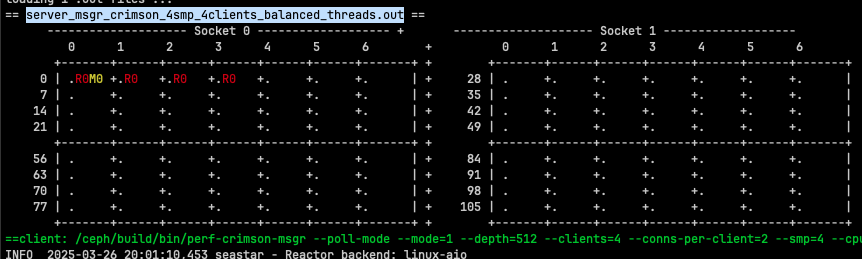 loading 1 .out files ...
== server_msgr_crimson_4smp_4clients_balanced_threads.out ==
--------------------- Socket 0 --------------------- + --------------------- Socket 1 --------------------
0 1 2 3 4 5 6 + 0 1 2 3 4 5 6
+------+------+------+------+------+------+------+ + +------+------+------+------+------+------+------+
0 | .R0M0 +.R0 +.R0 +.R0 +. +. +. | + 28 | . +. +. +. +. +. +. |
7 | . +. +. +. +. +. +. | + 35 | . +. +. +. +. +. +. |
14 | . +. +. +. +. +. +. | + 42 | . +. +. +. +. +. +. |
21 | . +. +. +. +. +. +. | + 49 | . +. +. +. +. +. +. |
+------+------+------+------+------+------+------+ + +------+------+------+------+------+------+------+
56 | . +. +. +. +. +. +. | + 84 | . +. +. +. +. +. +. |
63 | . +. +. +. +. +. +. | + 91 | . +. +. +. +. +. +. |
70 | . +. +. +. +. +. +. | + 98 | . +. +. +. +. +. +. |
77 | . +. +. +. +. +. +. | + 105 | . +. +. +. +. +. +. |
+------+------+------+------+------+------+------+ + +------+------+------+------+------+------+------+
==client: /ceph/build/bin/perf-crimson-msgr --poll-mode --mode=1 --depth=512 --clients=4 --conns-per-client=2 --smp=4 --cpu
INFO 2025-03-26 20:01:10,453 seastar - Reactor backend: linux-aio